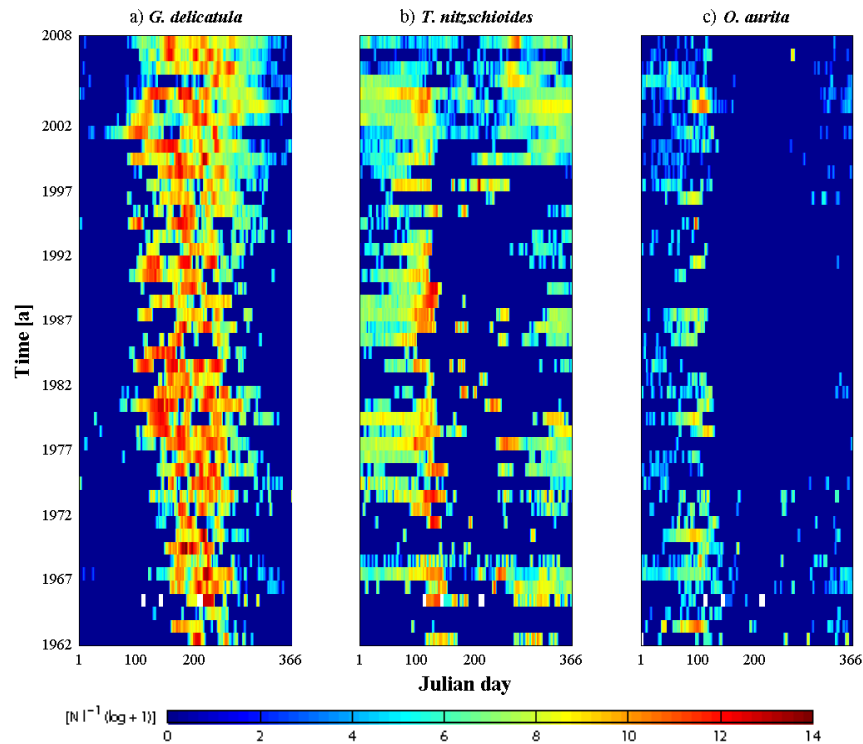 a) G. delicatula
b) T. nitzschioides
c) O. aurita
Time [a]
2008
2002
1997
1992
1987
1982
1977
1972
1967
1962
1 100 200 366
1 100 200 366
1 100 200 366
Julian day
[N l⁻¹ (log + 1)]
0 2 4 6 8 10 12 14